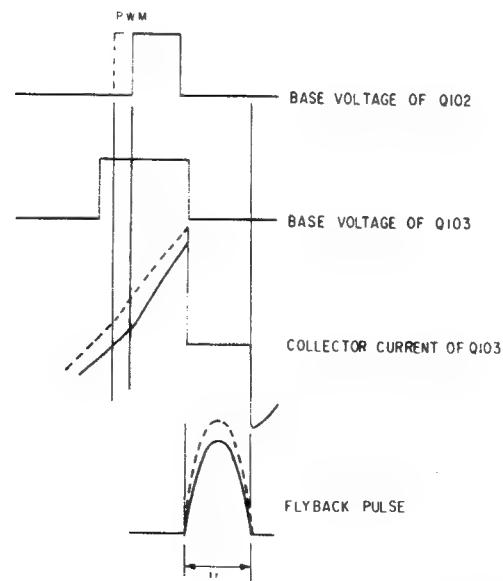 PWM
BASE VOLTAGE OF Q102
BASE VOLTAGE OF Q103
COLLECTOR CURRENT OF Q103
FLYBACK PULSE